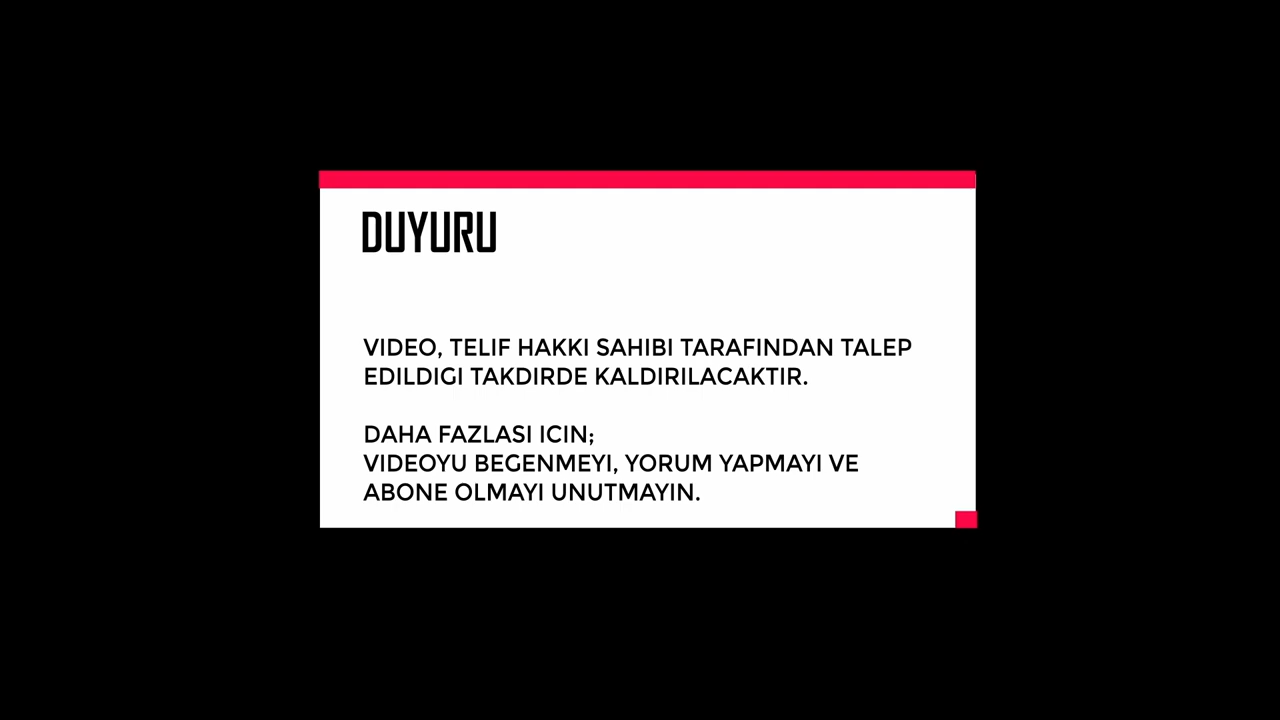 DUYURU
VIDEO, TELIF HAKKI SAHIBI TARAFINDAN TALEP
EDILDIGI TAKDIRDE KALDIRILACAKTIR.
DAHA FAZLASI ICIN;
VIDEOYU BEGENMEYI, YORUM YAPMAYI VE
ABONE OLMAYI UNUTMAYIN.